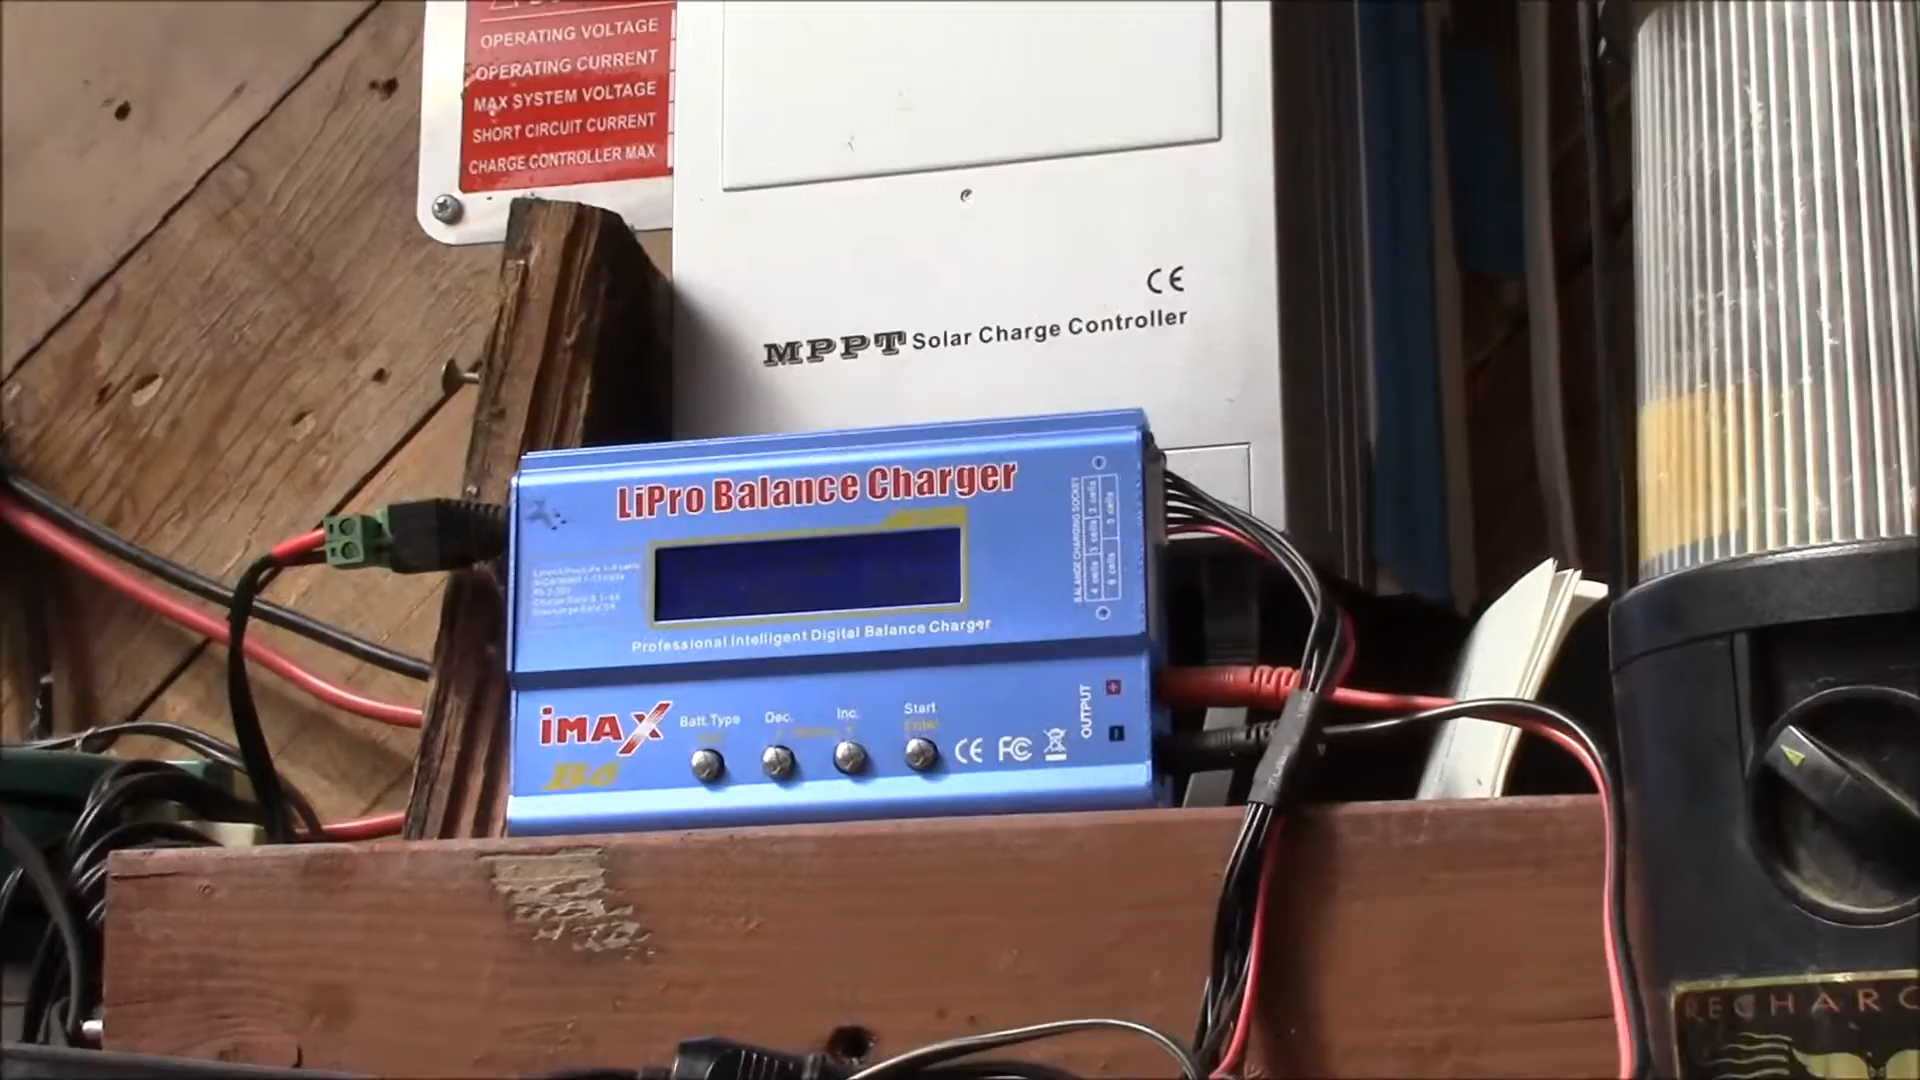 OPERATING VOLTAGE
OPERATING CURRENT
MAX SYSTEM VOLTAGE
SHORT CIRCUIT CURRENT
CHARGE CONTROLLER MAX
CE
MPPT Solar Charge Controller
LiPro Balance Charger
BALANCE CHARGING SOCKET
4 cells 3 cells 2 cells
6 cells 5 cells
Professional Intelligent Digital Balance Charger
iMAX
B6
Batt.Type
Dec.
Inc.
Start
Enter
CE FC
OUTPUT
+
RECHARG